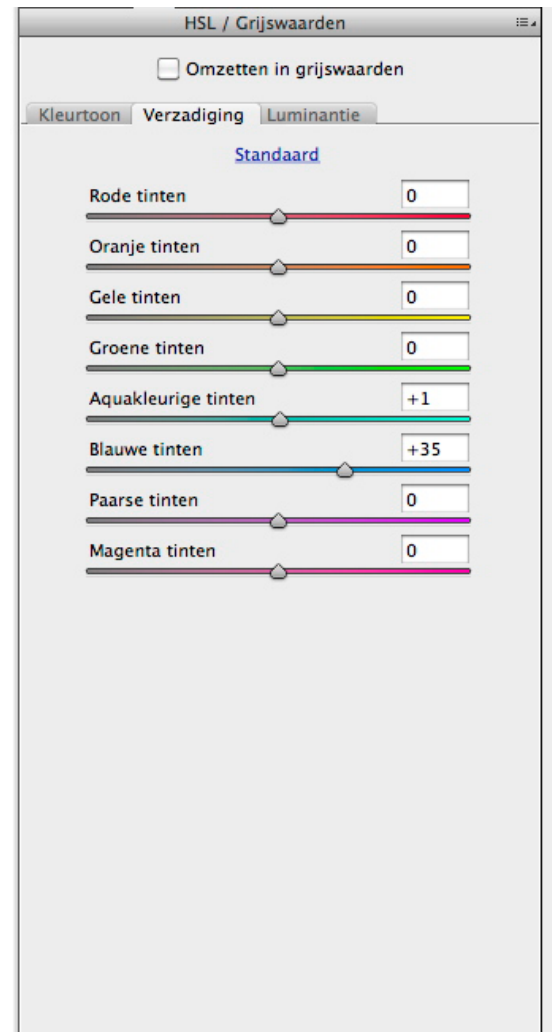 HSL / Grijswaarden
Omzetten in grijswaarden
Kleurtoon Verzadiging Luminantie
Standaard
Rode tinten 0
Oranje tinten 0
Gele tinten 0
Groene tinten 0
Aquakleurige tinten +1
Blauwe tinten +35
Paarse tinten 0
Magenta tinten 0